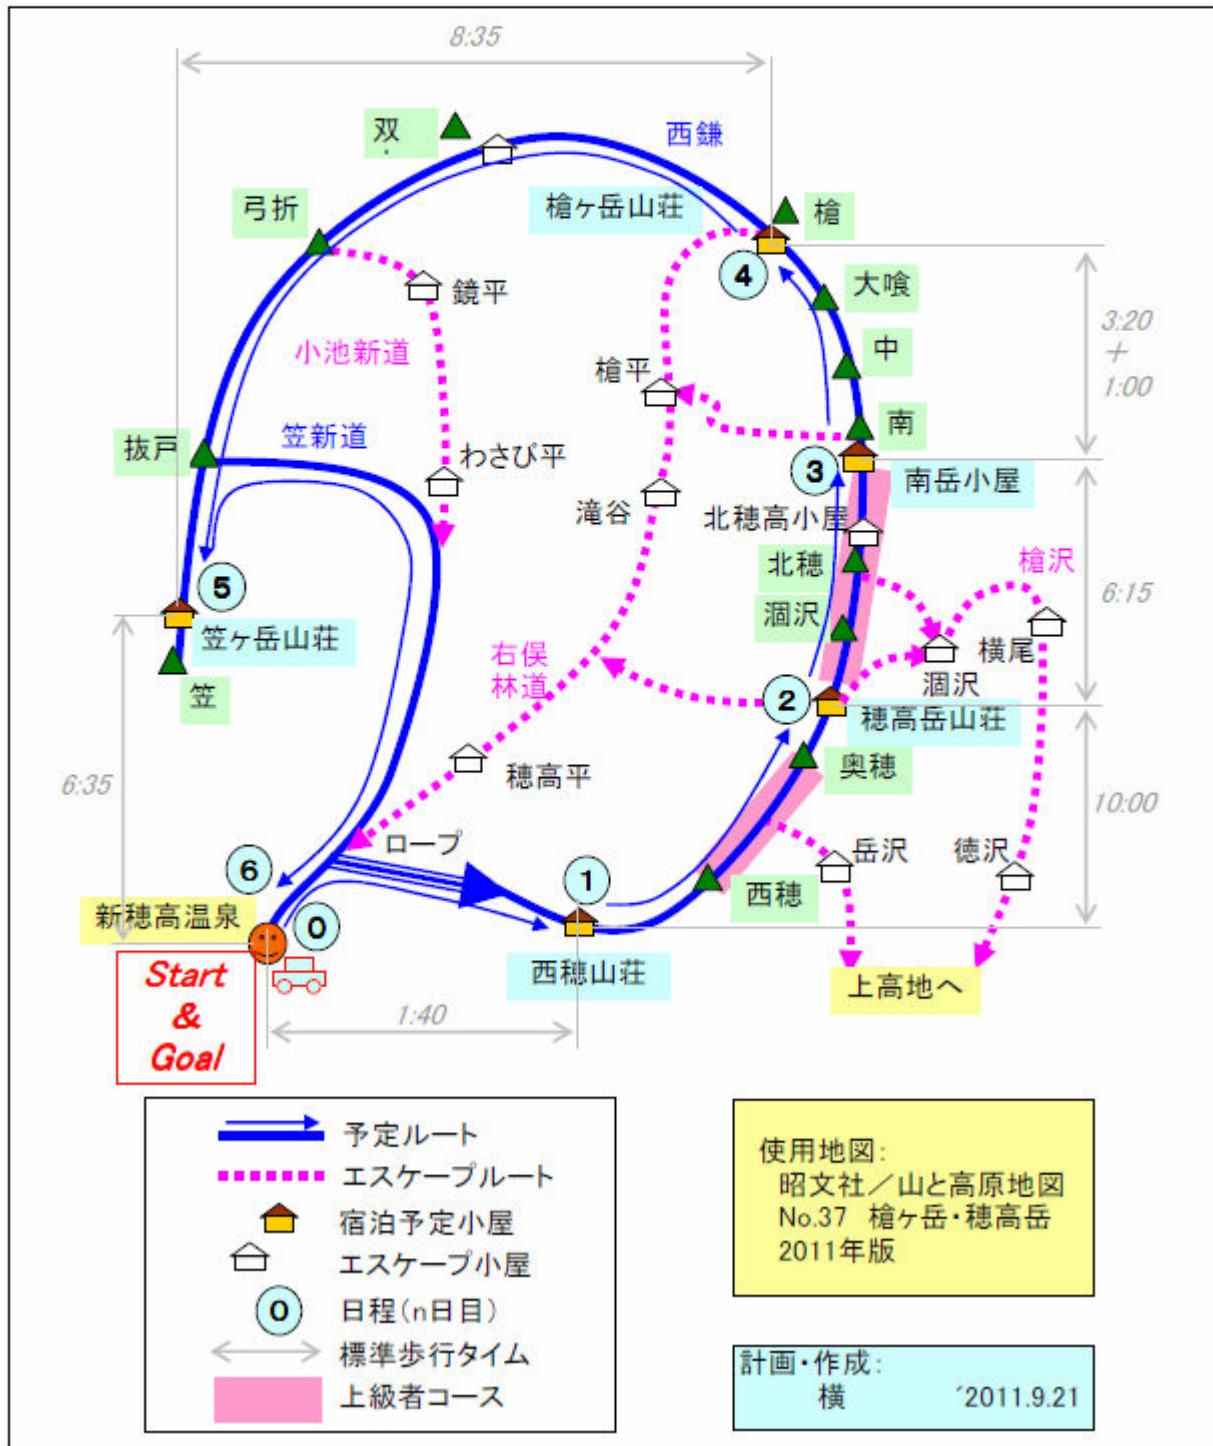 8:35
双
西鎌
弓折
槍ヶ岳山荘
槍
4
鏡平
大喰
3:20
+
1:00
小池新道
槍平
中
笠新道
南
抜戸
わさび平
3
南岳小屋
滝谷
北穂高小屋
北穂
槍沢
5
涸沢
6:15
笠ヶ岳山荘
右俣
林道
横尾
涸沢
笠
2
穂高岳山荘
奥穂
6:35
穂高平
10:00
ロープ
岳沢
徳沢
6
1
西穂
新穂高温泉
0
西穂山荘
上高地へ
Start
&
Goal
1:40
予定ルート
エスケープルート
宿泊予定小屋
エスケープ小屋
0
日程(n日目)
標準歩行タイム
上級者コース
使用地図:
昭文社/山と高原地図
No.37 槍ヶ岳・穂高岳
2011年版
計画・作成:
横 ´2011.9.21